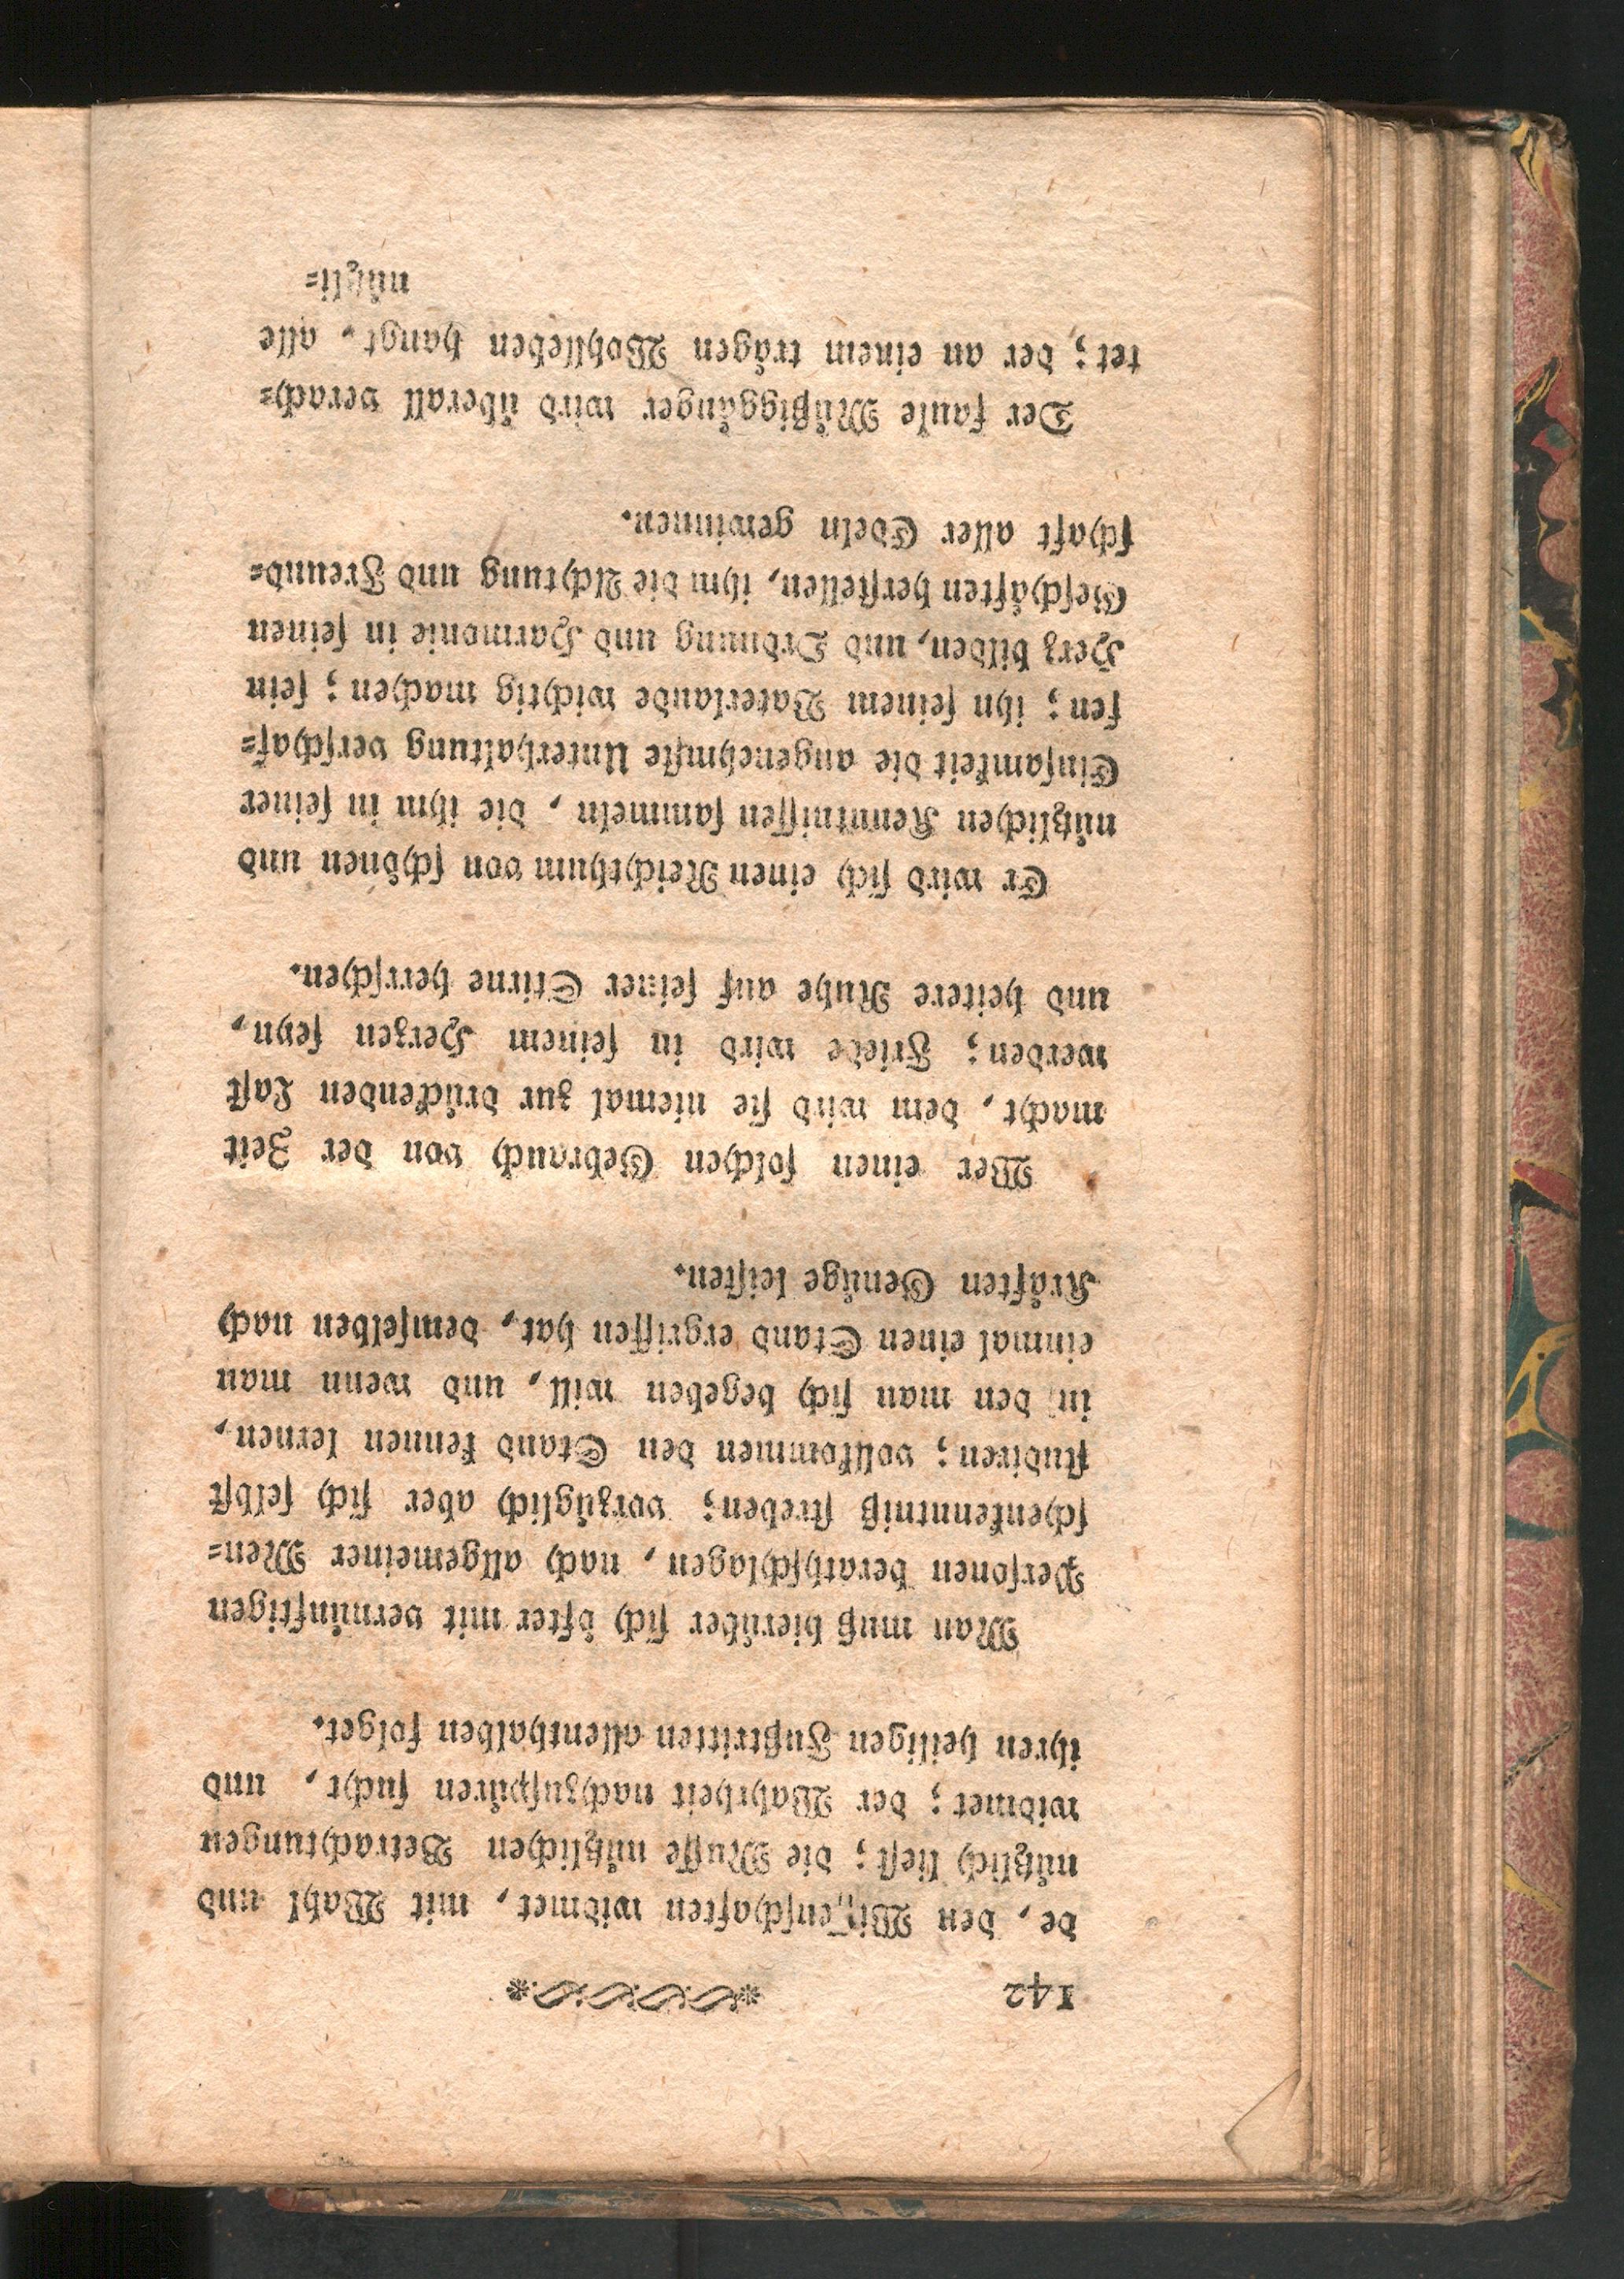 142
de, den Wiſſenſchaften widmet, mit Wahl und
nützlich lieſt; die Muſſe nützlichen Betrachtungen
widmet; der Wahrheit nachzuſpüren ſucht, und
ihren heiligen Fußtritten allenthalben folget.
Man muß hierüber ſich öfter mit vernünftigen
Perſonen berathſchlagen, nach allgemeiner Men-
ſchenkenntniß ſtreben; vorzüglich aber ſich ſelbſt
ſtudiren; vollkommen den Stand kennen lernen,
in den man ſich begeben will, und wenn man
einmal einen Stand ergriffen hat, demſelben nach
Kräften Genüge leiſten.
Wer einen ſolchen Gebrauch von der Zeit
macht, dem wird ſie niemal zur drückenden Laſt
werden; Friede wird in ſeinem Herzen ſeyn,
und heitere Ruhe auf ſeiner Stirne herrſchen.
Er wird ſich einen Reichthum von ſchönen und
nützlichen Kenntniſſen ſammeln, die ihm in ſeiner
Einſamkeit die angenehmſte Unterhaltung verſchaf-
fen; ihn ſeinem Vaterlande wichtig machen; ſein
Herz bilden, und Ordnung und Harmonie in ſeinen
Geſchäften herſtellen, ihm die Achtung und Freund-
ſchaft aller Edeln gewinnen.
Der faule Müßiggänger wird überall verach-
tet; der an einem trägen Wohlleben hangt, alle
nützli-